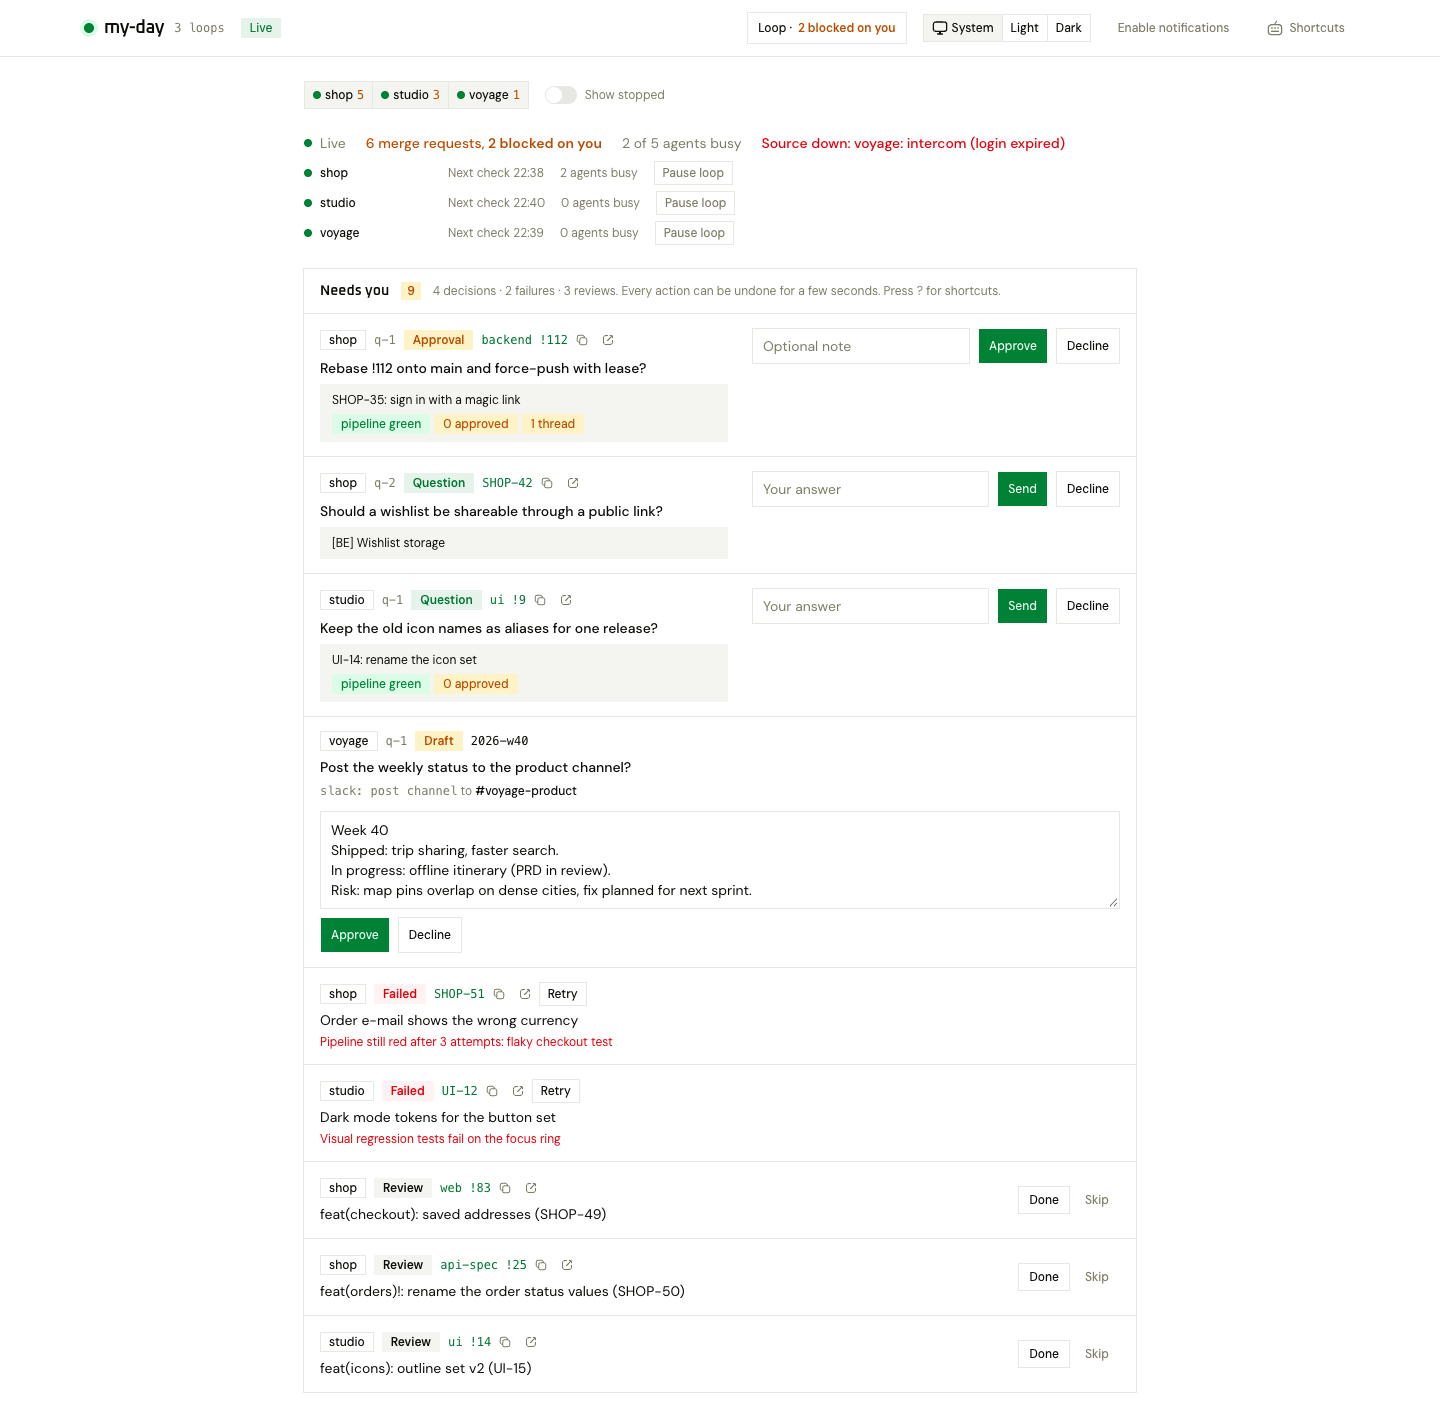 my-day 3 loops Live Loop · 2 blocked on you System Light Dark Enable notifications Shortcuts
shop 5 studio 3 voyage 1 Show stopped
Live 6 merge requests, 2 blocked on you 2 of 5 agents busy Source down: voyage: intercom (login expired)
shop Next check 22:38 2 agents busy Pause loop
studio Next check 22:40 0 agents busy Pause loop
voyage Next check 22:39 0 agents busy Pause loop
Needs you 9 4 decisions · 2 failures · 3 reviews. Every action can be undone for a few seconds. Press ? for shortcuts.
shop q-1 Approval backend !112 Optional note Approve Decline
Rebase !112 onto main and force-push with lease?
SHOP-35: sign in with a magic link
pipeline green 0 approved 1 thread
shop q-2 Question SHOP-42 Your answer Send Decline
Should a wishlist be shareable through a public link?
[BE] Wishlist storage
studio q-1 Question ui !9 Your answer Send Decline
Keep the old icon names as aliases for one release?
UI-14: rename the icon set
pipeline green 0 approved
voyage q-1 Draft 2026-w40
Post the weekly status to the product channel?
slack: post channel to #voyage-product
Week 40
Shipped: trip sharing, faster search.
In progress: offline itinerary (PRD in review).
Risk: map pins overlap on dense cities, fix planned for next sprint.
Approve Decline
shop Failed SHOP-51 Retry
Order e-mail shows the wrong currency
Pipeline still red after 3 attempts: flaky checkout test
studio Failed UI-12 Retry
Dark mode tokens for the button set
Visual regression tests fail on the focus ring
shop Review web !83 Done Skip
feat(checkout): saved addresses (SHOP-49)
shop Review api-spec !25 Done Skip
feat(orders)!: rename the order status values (SHOP-50)
studio Review ui !14 Done Skip
feat(icons): outline set v2 (UI-15)